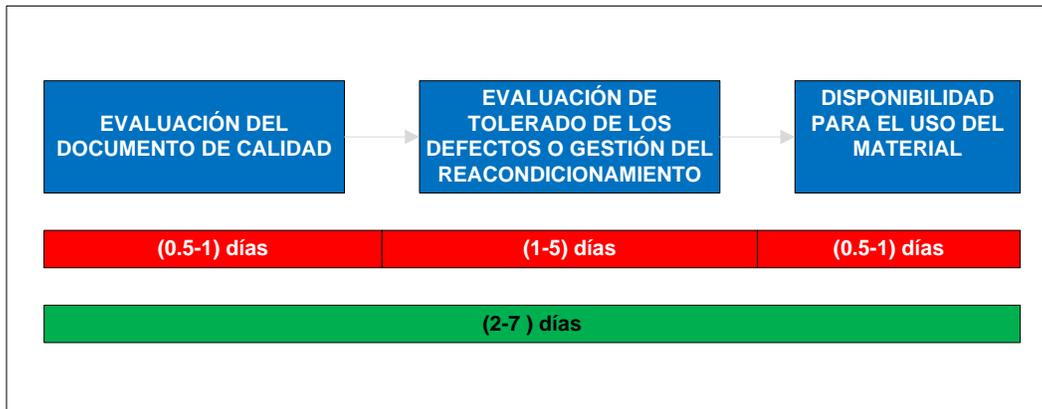 EVALUACIÓN DEL
DOCUMENTO DE CALIDAD
EVALUACIÓN DE
TOLERADO DE LOS
DEFECTOS O GESTIÓN DEL
REACONDICIONAMIENTO
DISPONIBILIDAD
PARA EL USO DEL
MATERIAL
(0.5-1) días
(1-5) días
(0.5-1) días
(2-7 ) días